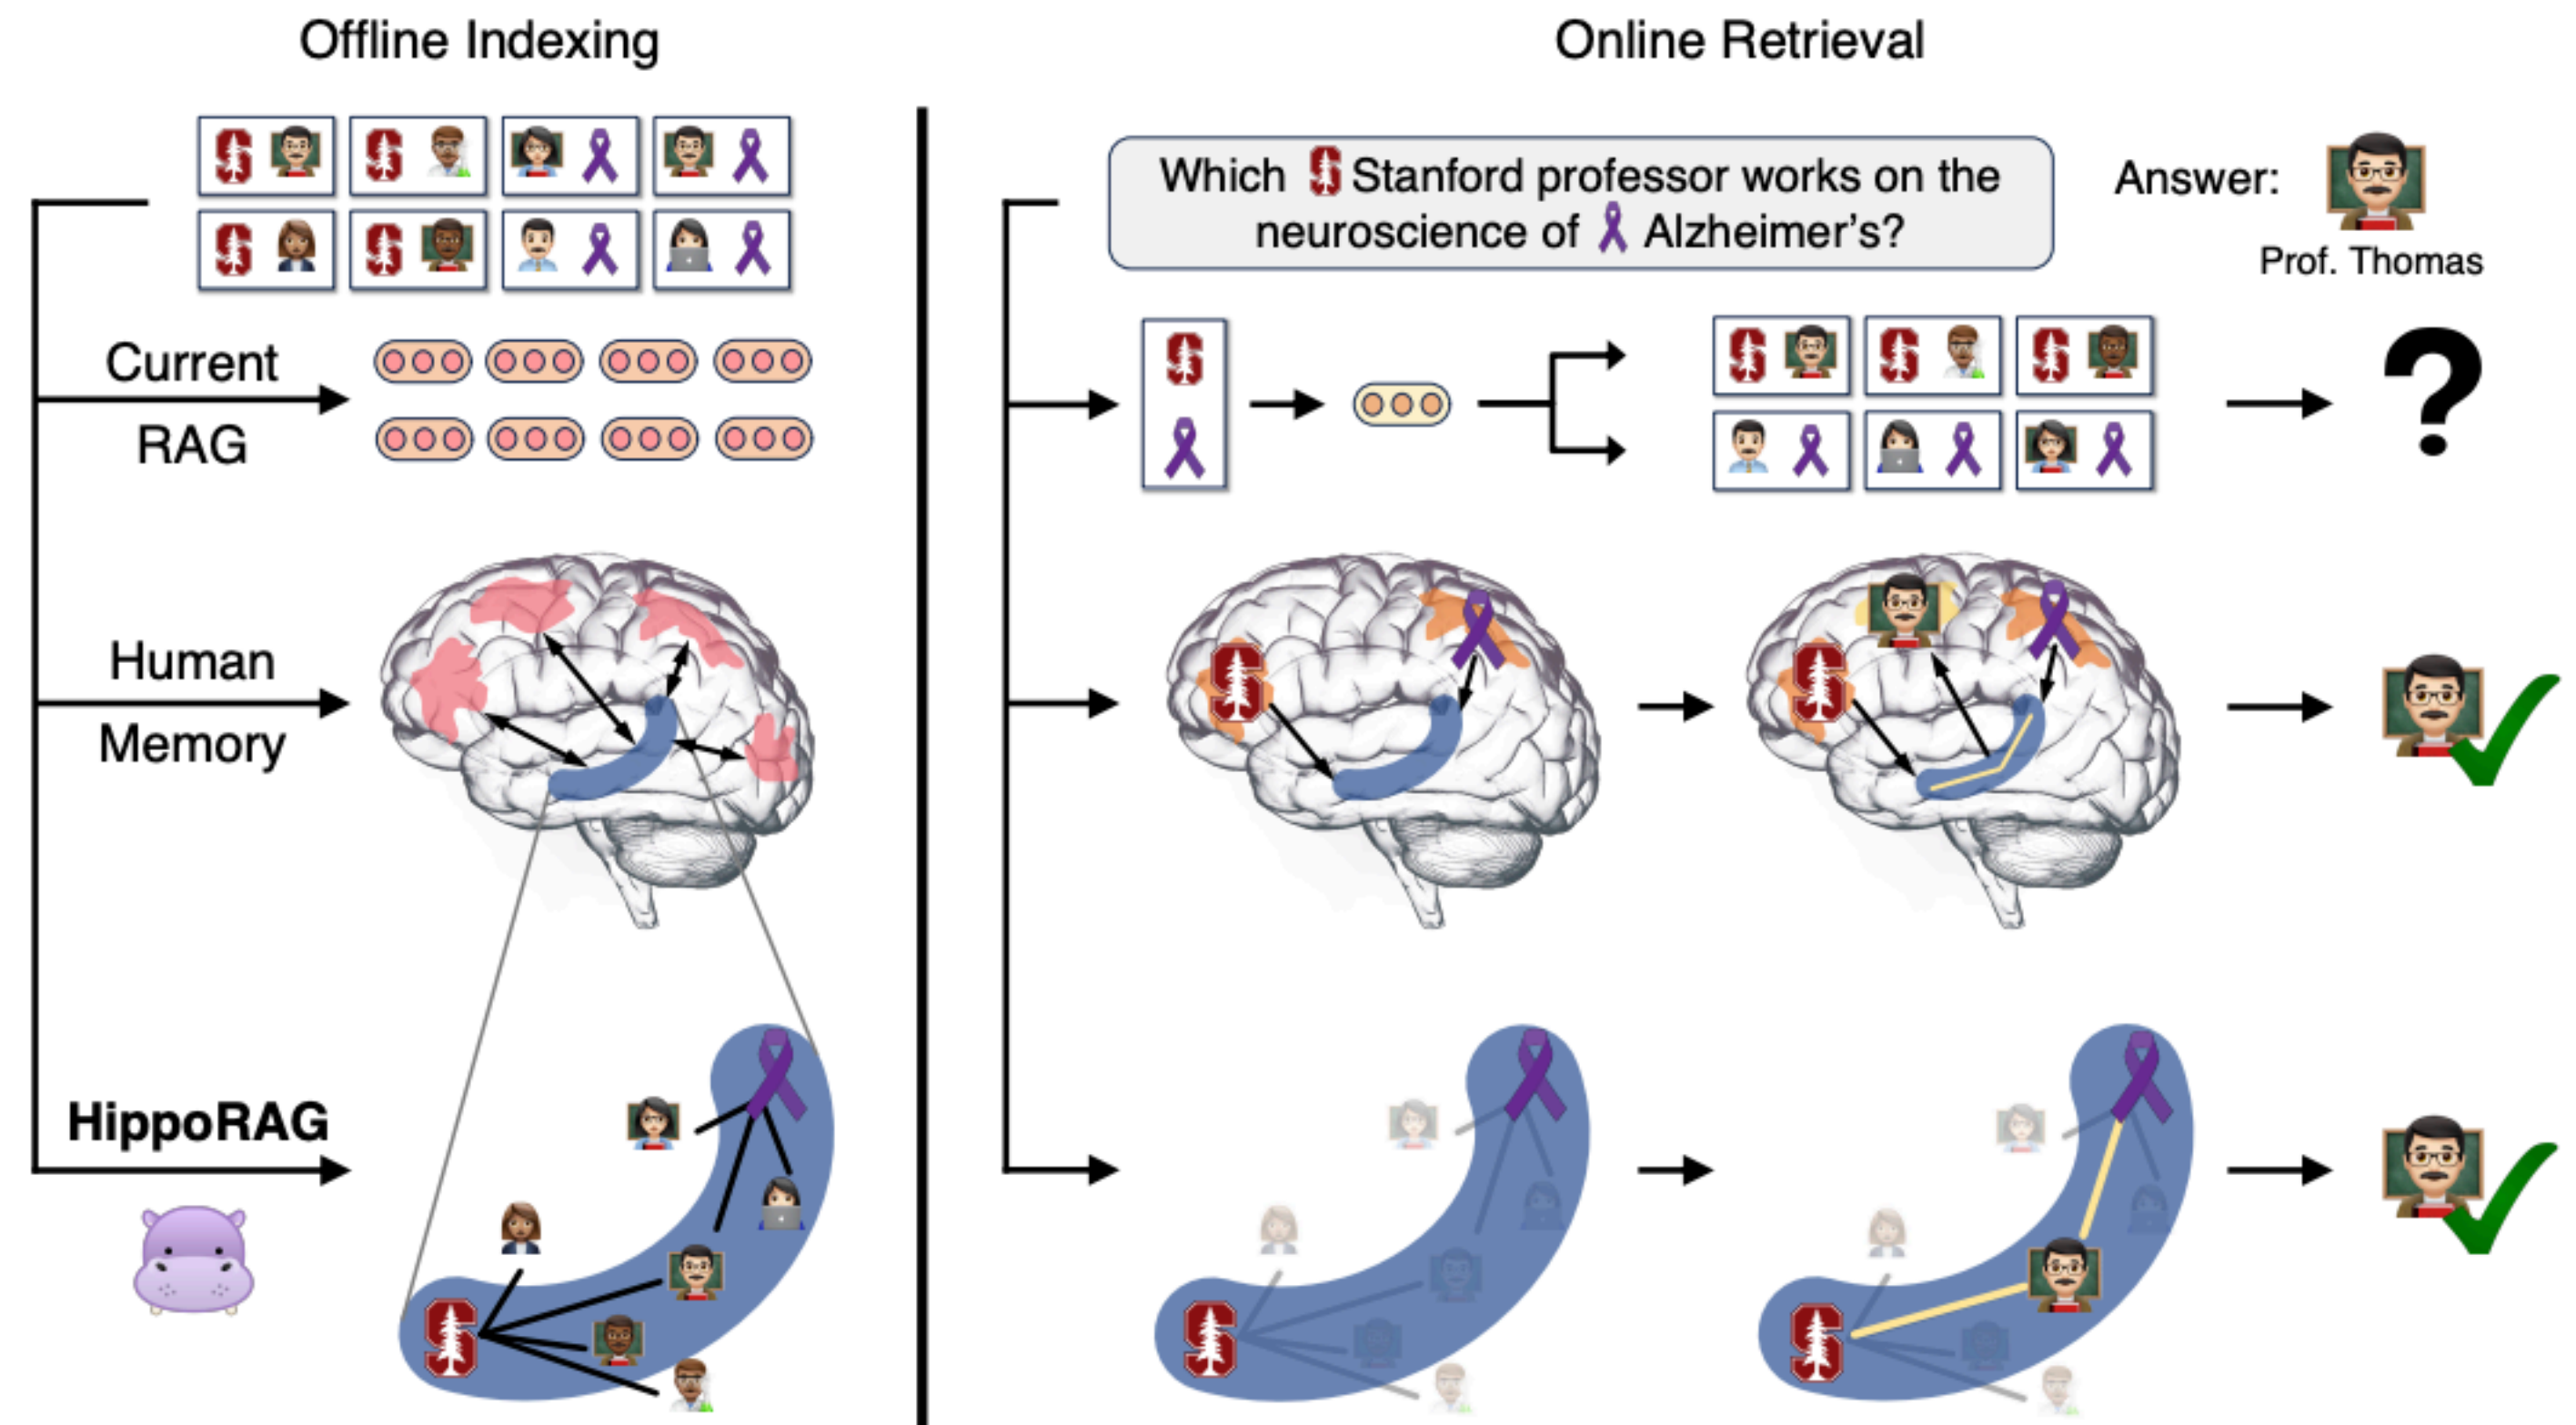 Offline Indexing
Online Retrieval
Which S Stanford professor works on the
neuroscience of Alzheimer's?
Answer:
Prof. Thomas
Current
RAG
?
Human
Memory
HippoRAG